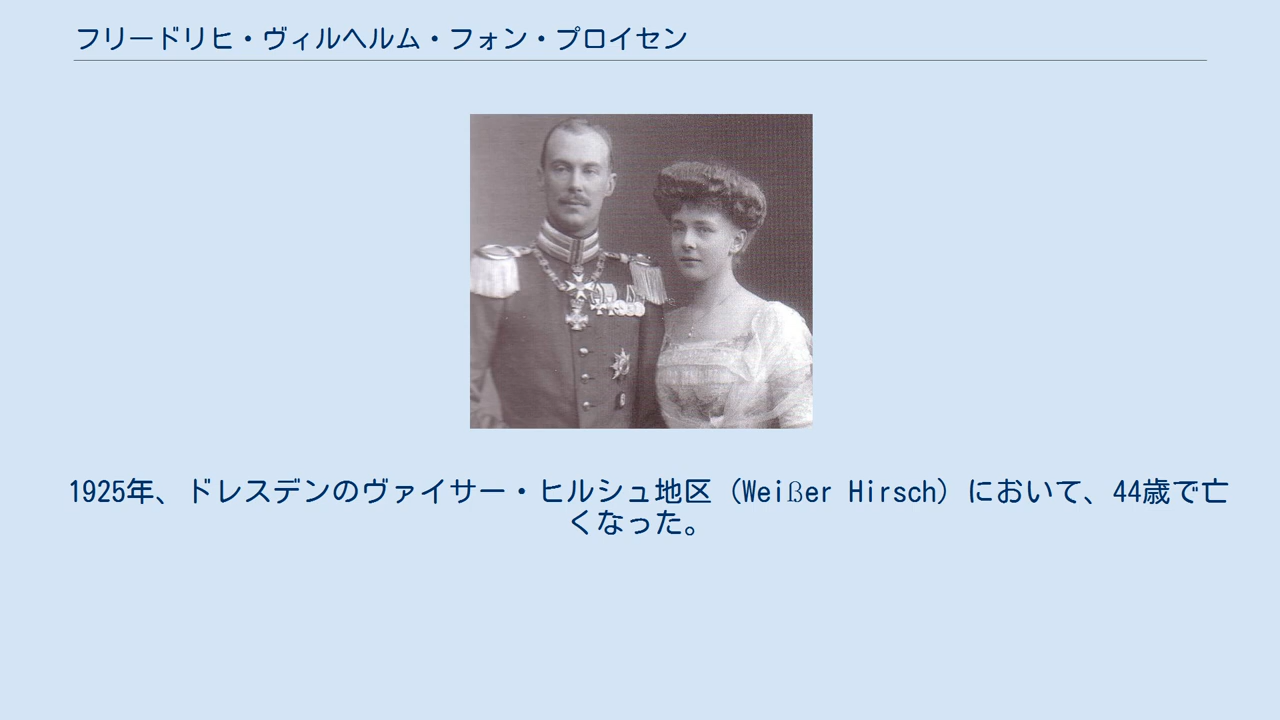 フリードリヒ・ヴィルヘルム・フォン・プロイセン
1925年、ドレスデンのヴァイサー・ヒルシュ地区（Weißer Hirsch）において、44歳で亡
くなった。